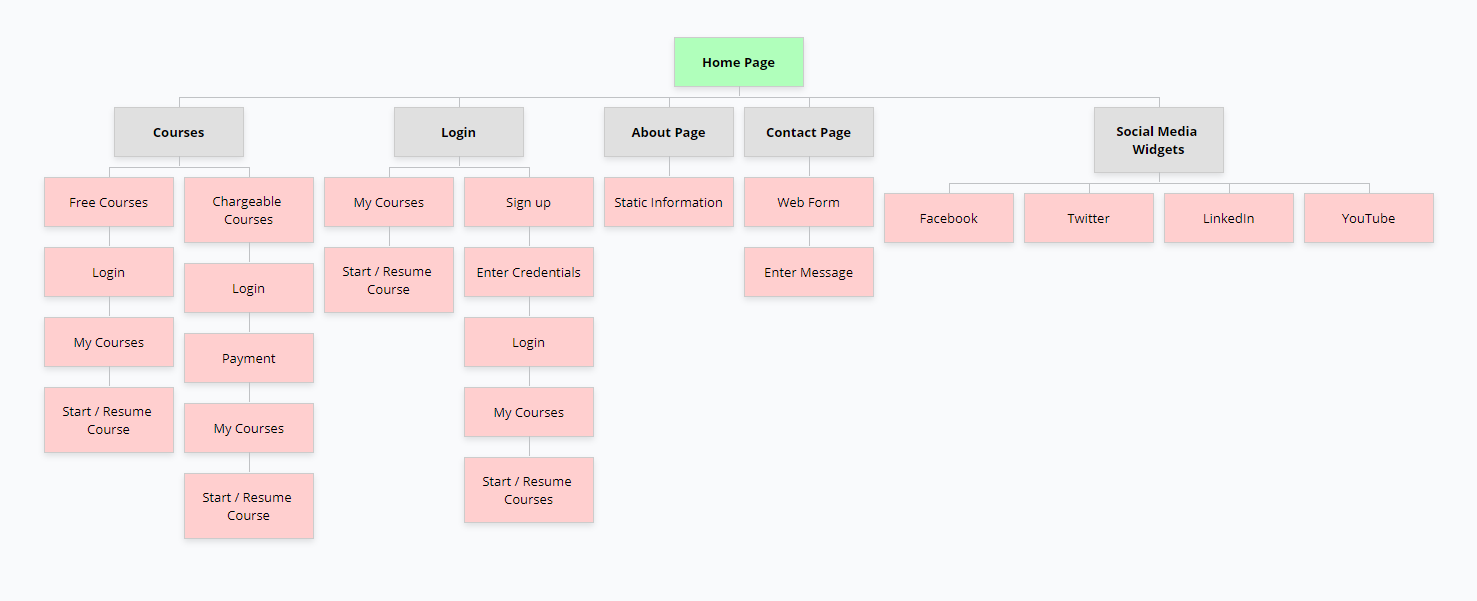 Home Page
Courses
Login
About Page
Contact Page
Social Media
Widgets
Free Courses
Login
My Courses
Start / Resume
Course
Chargeable
Courses
Login
Payment
My Courses
Start / Resume
Course
My Courses
Start / Resume
Course
Sign up
Enter Credentials
Login
My Courses
Start / Resume
Courses
Static Information
Web Form
Enter Message
Facebook
Twitter
LinkedIn
YouTube